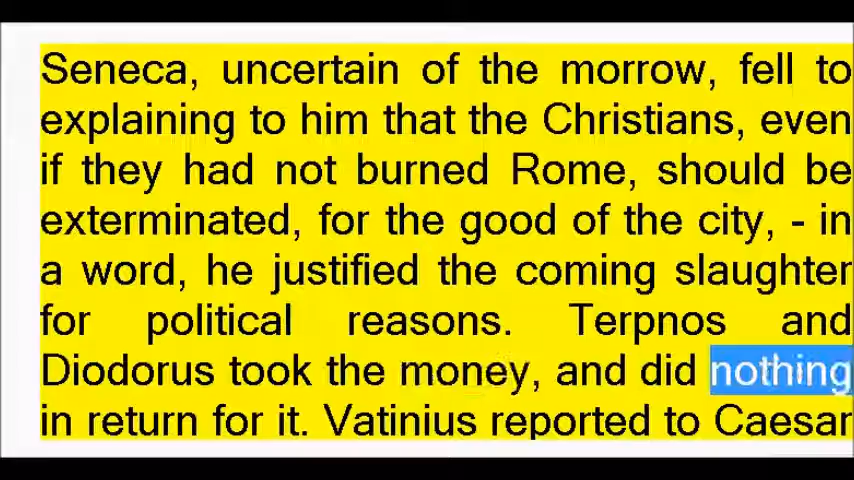 Seneca, uncertain of the morrow, fell to
explaining to him that the Christians, even
if they had not burned Rome, should be
exterminated, for the good of the city, - in
a word, he justified the coming slaughter
for political reasons. Terpnos and
Diodorus took the money, and did nothing
in return for it. Vatinius reported to Caesar